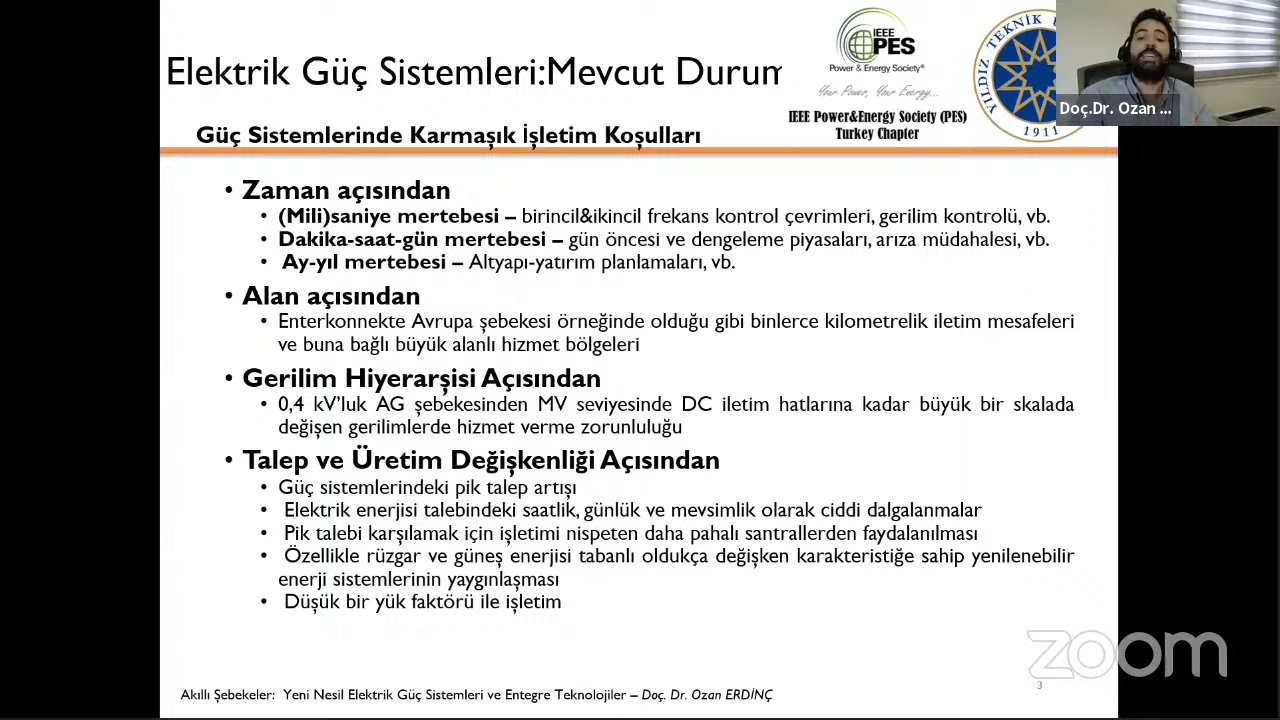 Elektrik Güç Sistemleri:Mevcut Durum
Güç Sistemlerinde Karmaşık İşletim Koşulları
IEEE
PES
Power & Energy Society®
Your Power, Your Energy...
IEEE Power&Energy Society (PES)
Turkey Chapter
YILDIZ TEKNİK
1911
Doç.Dr. Ozan ...
• Zaman açısından
• (Mili)saniye mertebesi – birincil&ikincil frekans kontrol çevrimleri, gerilim kontrolü, vb.
• Dakika-saat-gün mertebesi – gün öncesi ve dengeleme piyasaları, arıza müdahalesi, vb.
• Ay-yıl mertebesi – Altyapı-yatırım planlamaları, vb.
• Alan açısından
• Enterkonnekte Avrupa şebekesi örneğinde olduğu gibi binlerce kilometrelik iletim mesafeleri
ve buna bağlı büyük alanlı hizmet bölgeleri
• Gerilim Hiyerarşisi Açısından
• 0,4 kV’luk AG şebekesinden MV seviyesinde DC iletim hatlarına kadar büyük bir skalada
değişen gerilimlerde hizmet verme zorunluluğu
• Talep ve Üretim Değişkenliği Açısından
• Güç sistemlerindeki pik talep artışı
• Elektrik enerjisi talebindeki saatlik, günlük ve mevsimlik olarak ciddi dalgalanmalar
• Pik talebi karşılamak için işletimi nispeten daha pahalı santrallerden faydalanılması
• Özellikle rüzgar ve güneş enerjisi tabanlı oldukça değişken karakteristiğe sahip yenilenebilir
enerji sistemlerinin yaygınlaşması
• Düşük bir yük faktörü ile işletim
zoom
3
Akıllı Şebekeler: Yeni Nesil Elektrik Güç Sistemleri ve Entegre Teknolojiler – Doç. Dr. Ozan ERDİNÇ